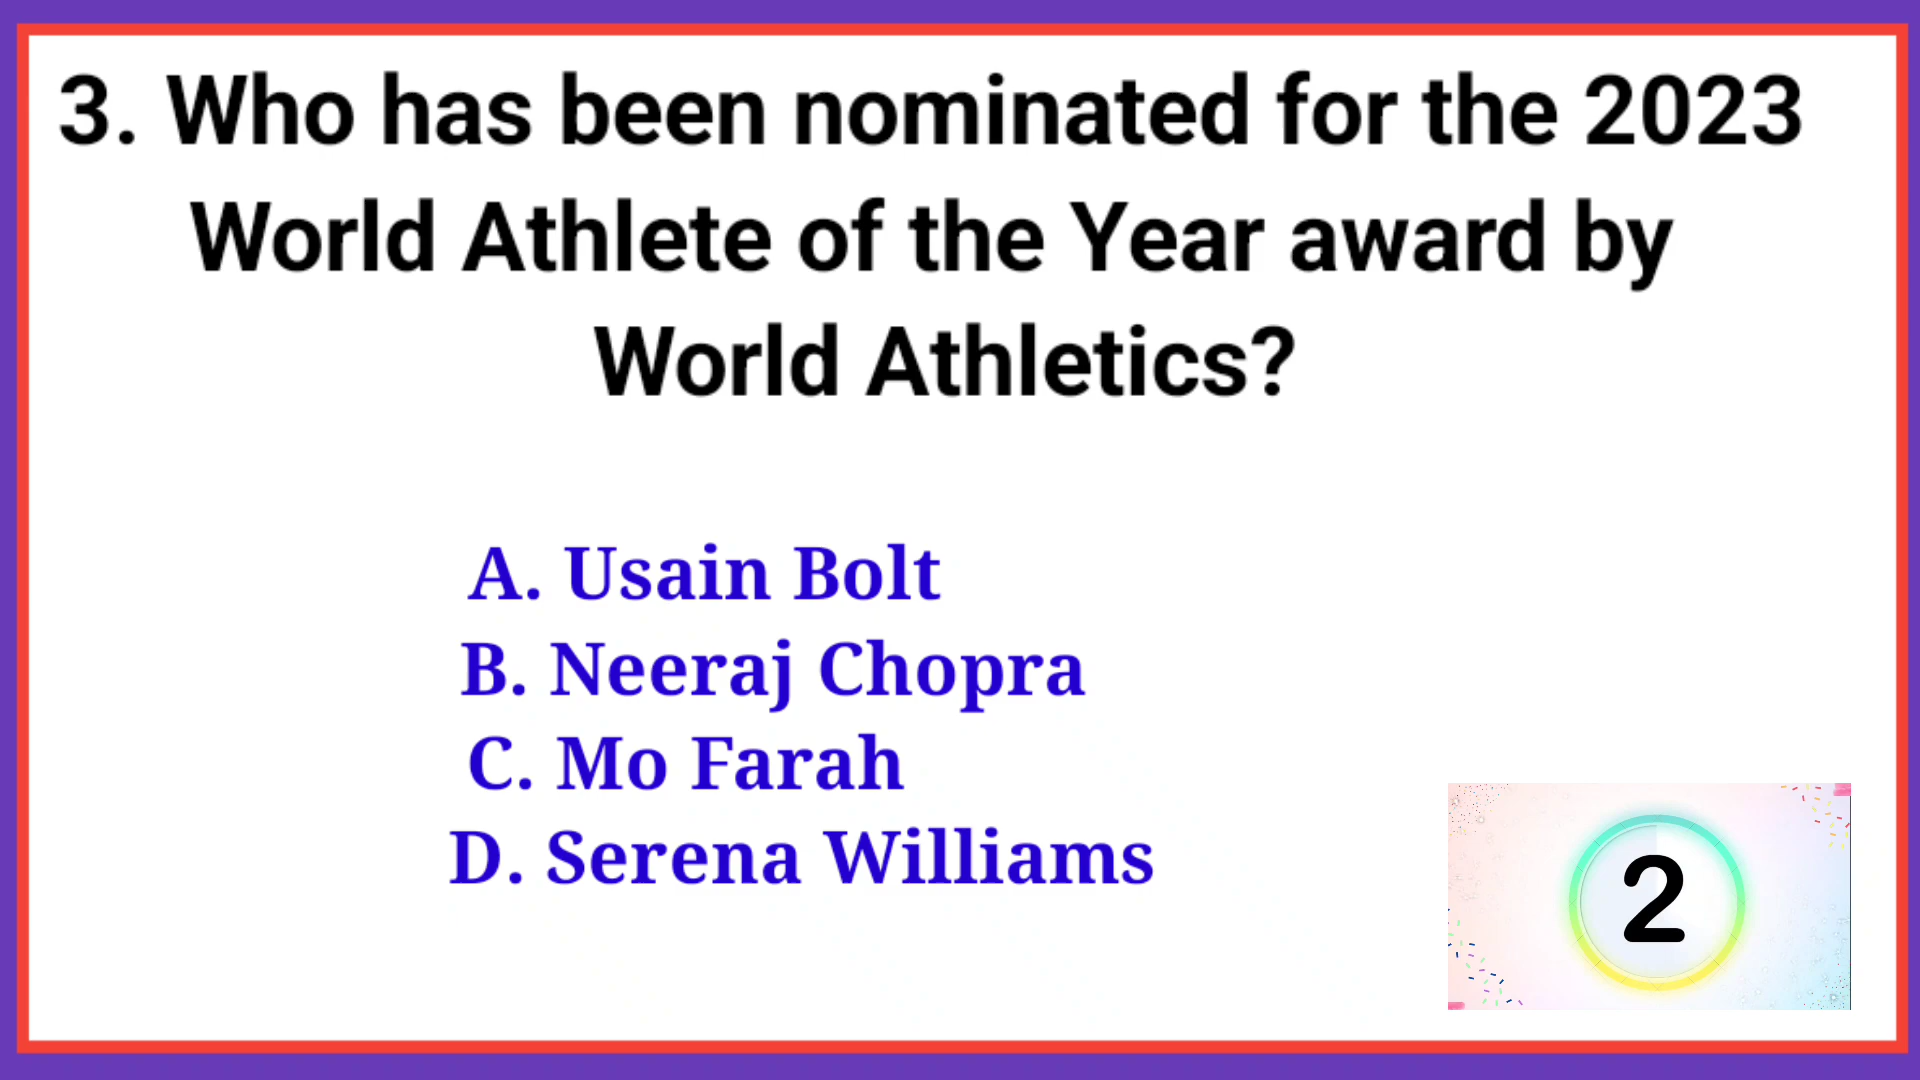 3. Who has been nominated for the 2023
World Athlete of the Year award by
World Athletics?
A. Usain Bolt
B. Neeraj Chopra
C. Mo Farah
D. Serena Williams
2